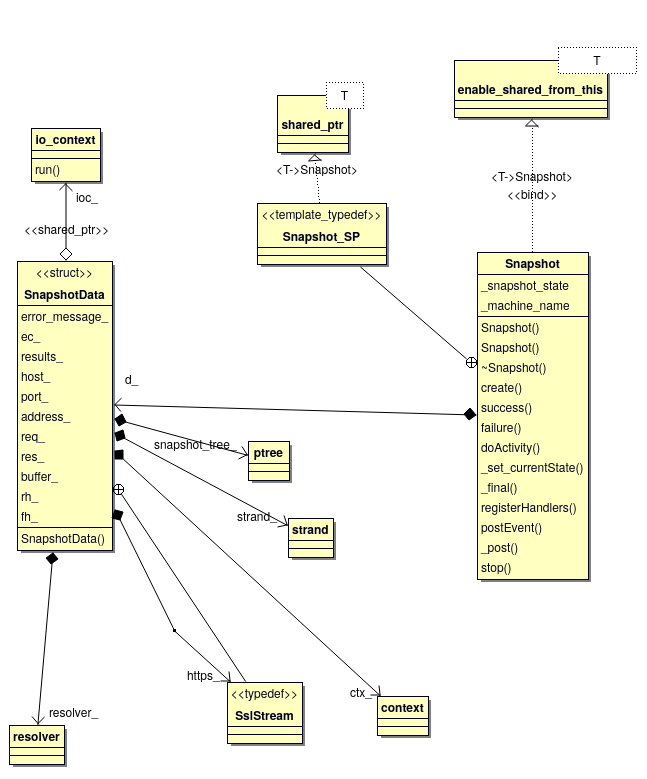 T
enable_shared_from_this
T
shared_ptr
io_context
run()
ioc_
<<shared_ptr>>
<T->Snapshot>
<T->Snapshot>
<<bind>>
<<template_typedef>>
Snapshot_SP
<<struct>>
SnapshotData
error_message_
ec_
results_
host_
port_
address_
req_
res_
buffer_
rh_
fh_
SnapshotData()
Snapshot
_snapshot_state
_machine_name
Snapshot()
Snapshot()
~Snapshot()
create()
success()
failure()
doActivity()
_set_currentState()
_final()
registerHandlers()
postEvent()
_post()
stop()
d_
snapshot_tree_
ptree
strand_
strand
https_
<<typedef>>
SslStream
ctx_
context
resolver_
resolver